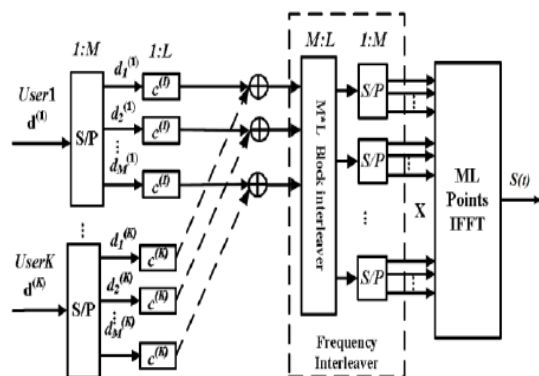 1:M
1:L
M:L
1:M
User1
d(1)
S/P
d1(1)
c(1)
d2(1)
c(1)
⋮
dM(1)
c(1)
M*L Block interleaver
S/P
S/P
...
S/P
X
ML
Points
IFFT
S(t)
⋮
UserK
d(K)
S/P
d1(K)
c(K)
d2(K)
c(K)
⋮
dM(K)
c(K)
Frequency
Interleaver